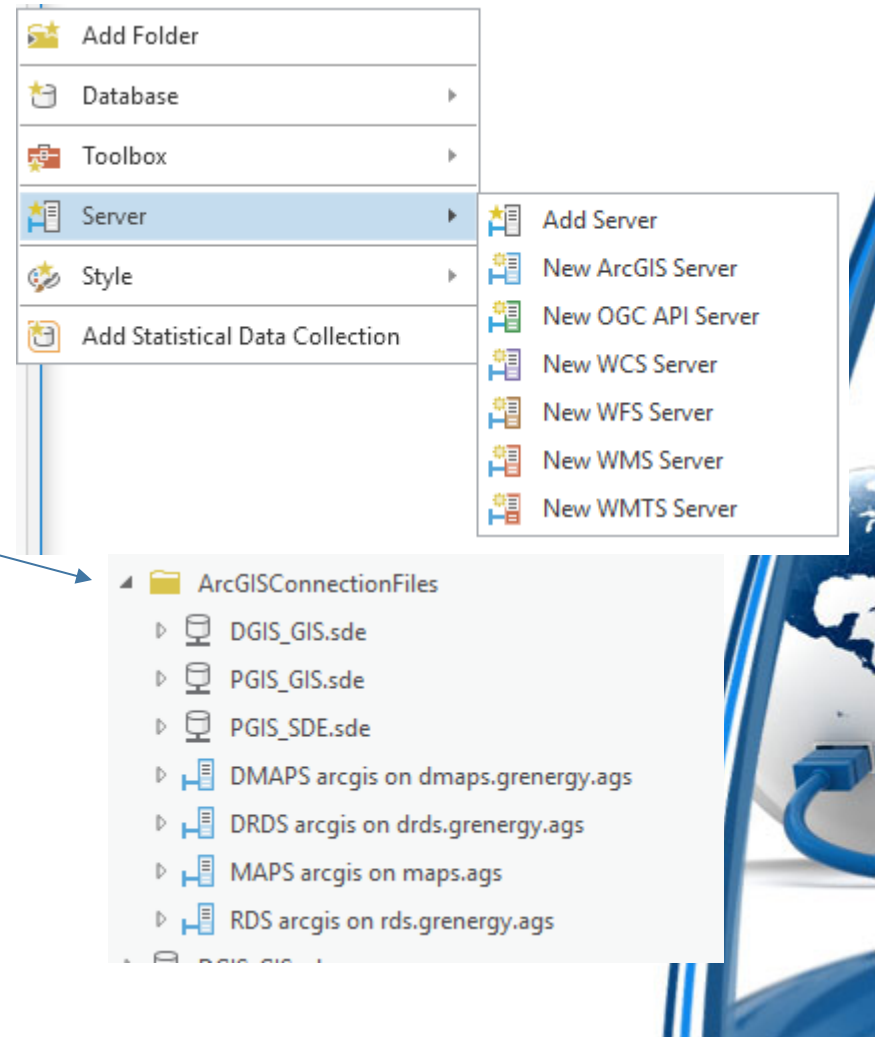 Add Folder
Database
Toolbox
Server
Style
Add Statistical Data Collection
Add Server
New ArcGIS Server
New OGC API Server
New WCS Server
New WFS Server
New WMS Server
New WMTS Server
ArcGISConnectionFiles
DGIS_GIS.sde
PGIS_GIS.sde
PGIS_SDE.sde
DMAPS arcgis on dmaps.grenergy.ags
DRDS arcgis on drds.grenergy.ags
MAPS arcgis on maps.ags
RDS arcgis on rds.grenergy.ags